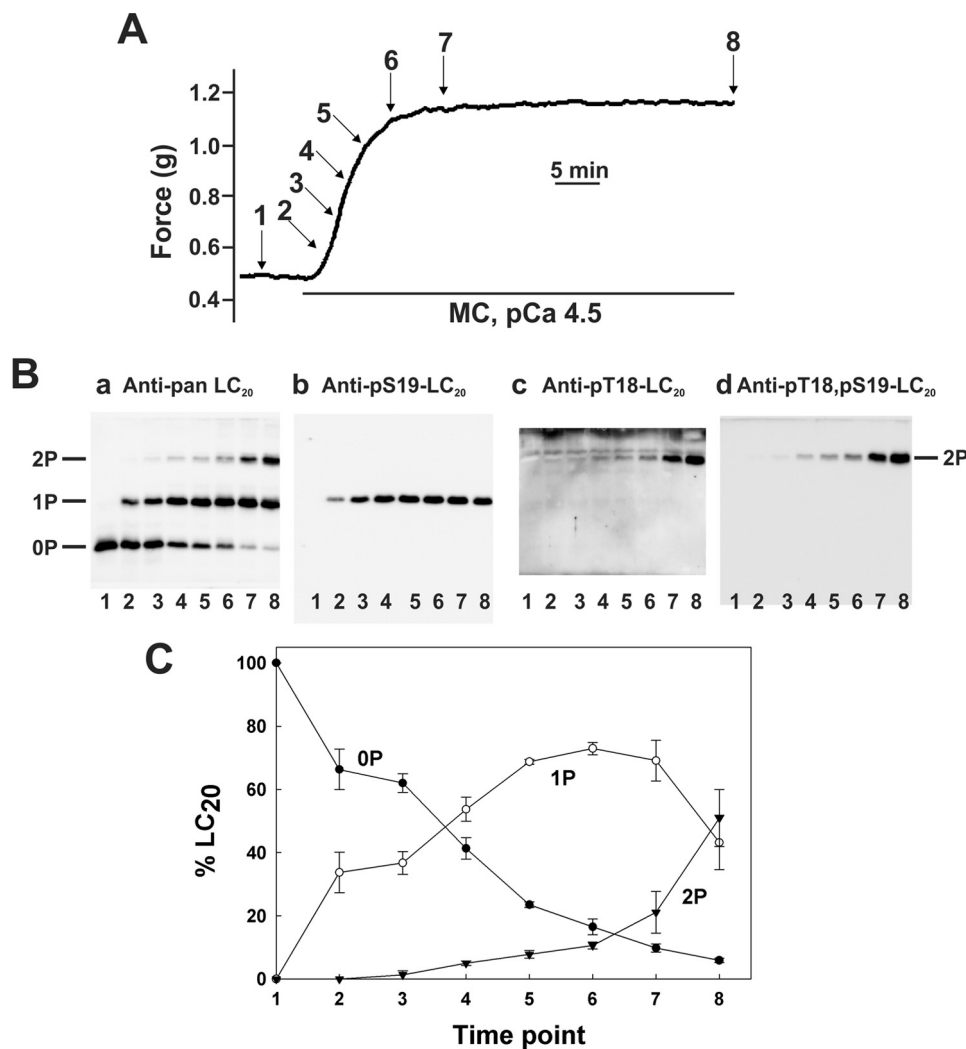 A
Force (g)
1.2
1.0
0.8
0.6
0.4
1
2
3
4
5
6
7
8
5 min
MC, pCa 4.5
B
a Anti-pan LC20
b Anti-pS19-LC20
c Anti-pT18-LC20
d Anti-pT18,pS19-LC20
2P
1P
0P
2P
1 2 3 4 5 6 7 8
1 2 3 4 5 6 7 8
1 2 3 4 5 6 7 8
1 2 3 4 5 6 7 8
C
% LC20
100
80
60
40
20
0
0P
1P
2P
1 2 3 4 5 6 7 8
Time point